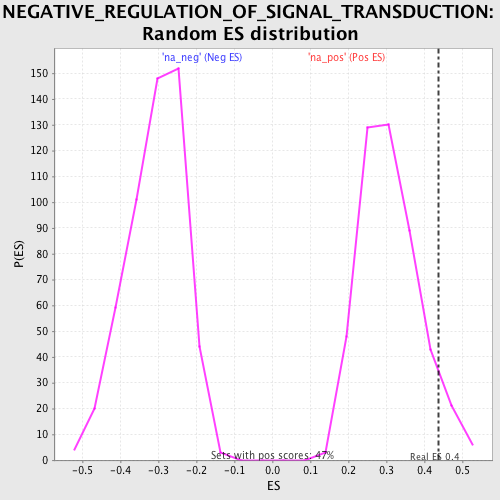 NEGATIVE_REGULATION_OF_SIGNAL_TRANSDUCTION:
Random ES distribution
'na_neg' (Neg ES) 'na_pos' (Pos ES)
150
140
130
120
110
100
90
80
70
60
50
40
30
20
10
0
P(ES)
Sets with pos scores: 47%
Real ES 0.4
-0.5 -0.4 -0.3 -0.2 -0.1 0.0 0.1 0.2 0.3 0.4 0.5
ES